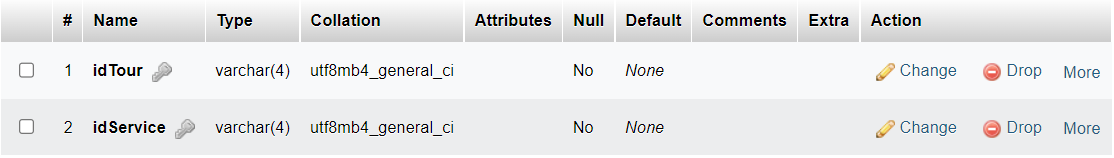 # Name Type Collation Attributes Null Default Comments Extra Action
1 idTour varchar(4) utf8mb4_general_ci No None Change Drop More
2 idService varchar(4) utf8mb4_general_ci No None Change Drop More